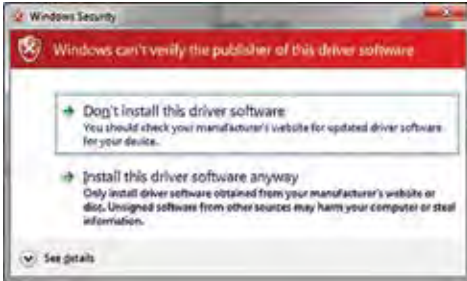 Windows Security
Windows can't verify the publisher of this driver software
Don't install this driver software
You should check your manufacturer's website for updated driver software
for your device.
Install this driver software anyway
Only install driver software obtained from your manufacturer's website or
disc. Unsigned software from other sources may harm your computer or steal
information.
See details